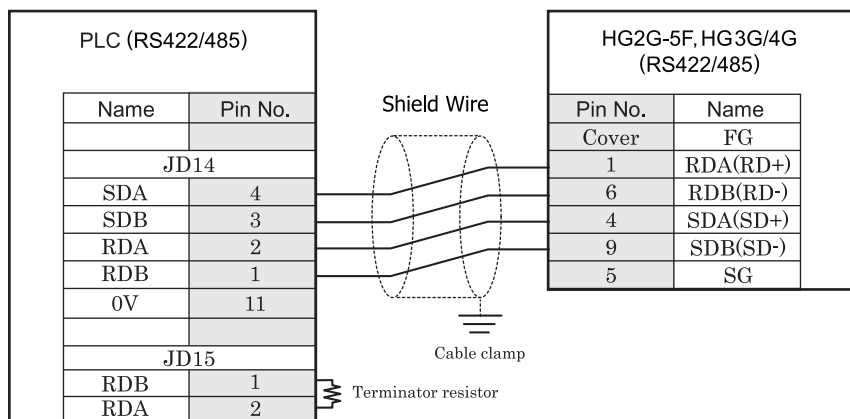 PLC (RS422/485)
HG2G-5F, HG3G/4G
(RS422/485)
Shield Wire
Name Pin No.
JD14
SDA 4
SDB 3
RDA 2
RDB 1
0V 11
JD15
RDB 1
RDA 2
Pin No. Name
Cover FG
1 RDA(RD+)
6 RDB(RD-)
4 SDA(SD+)
9 SDB(SD-)
5 SG
Cable clamp
Terminator resistor